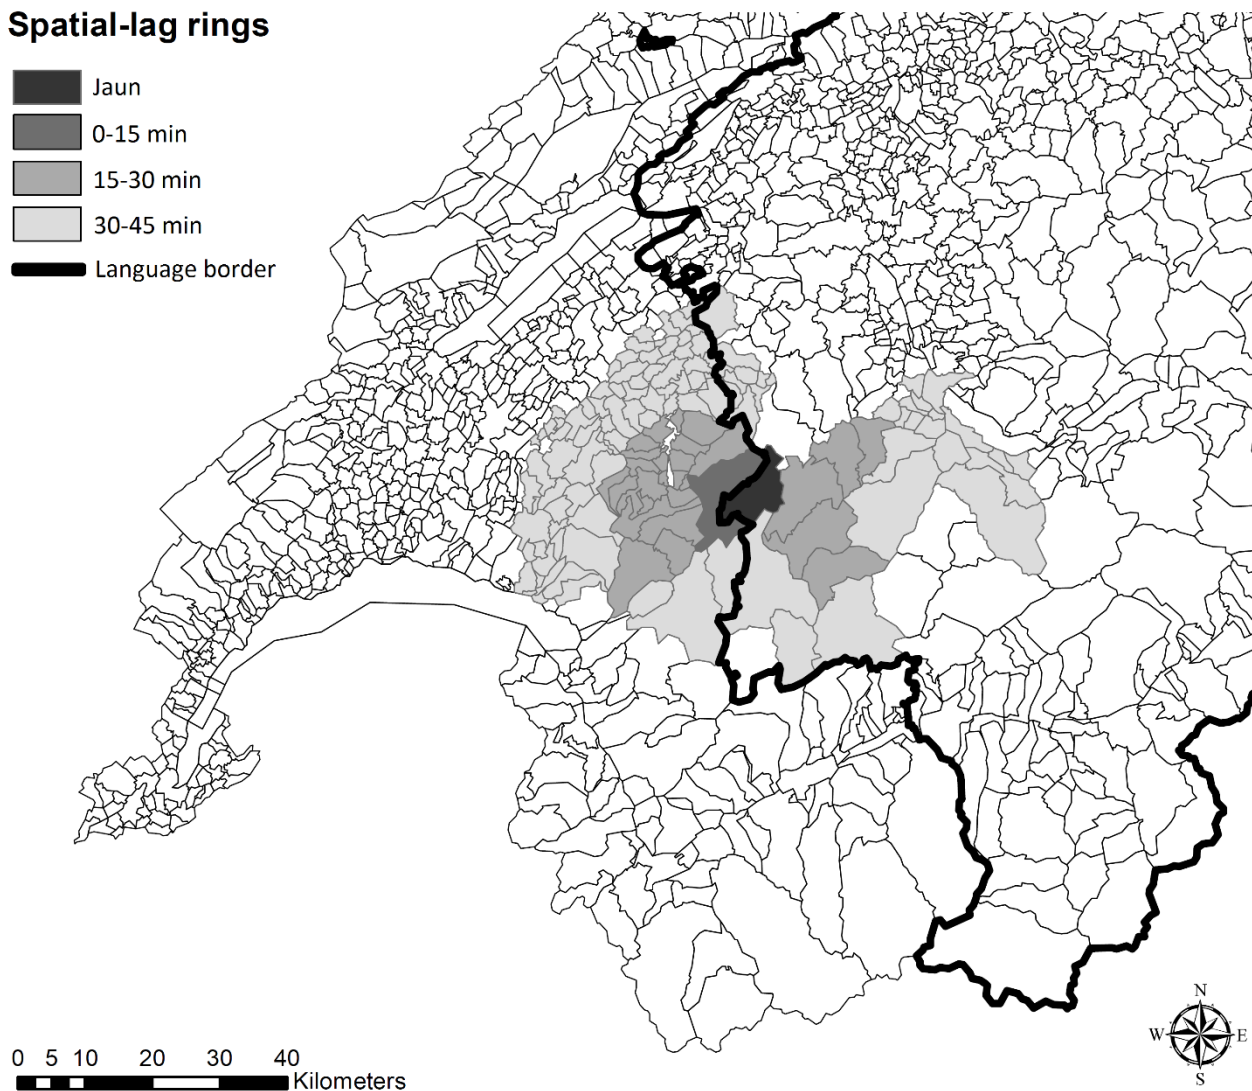 Spatial-lag rings
Jaun
0-15 min
15-30 min
30-45 min
Language border
N
W E
S
0 5 10 20 30 40
Kilometers